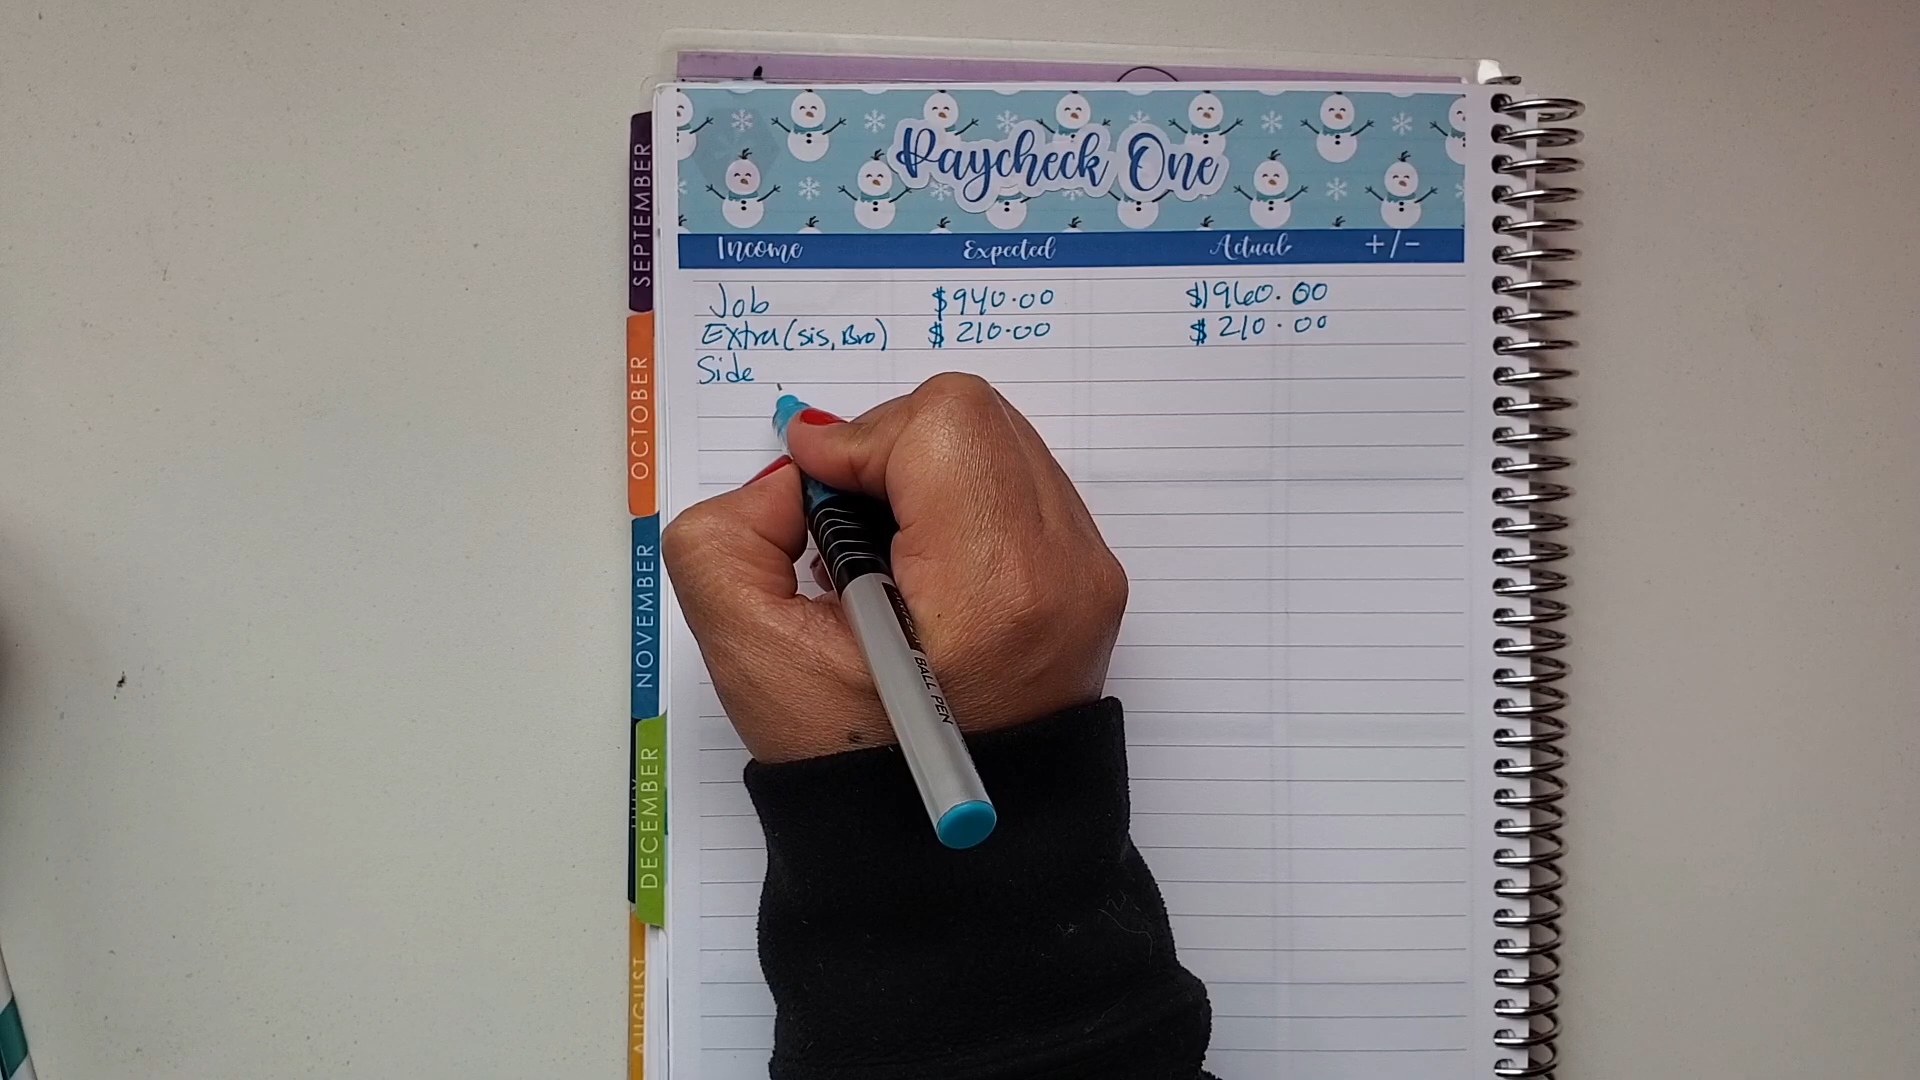 Paycheck One
Income Expected Actual +/-
Job $940.00 $1960.00
Extra (sis, Bro) $210.00 $210.00
Side
SEPTEMBER
OCTOBER
NOVEMBER
DECEMBER
AUGUST
BALL PEN